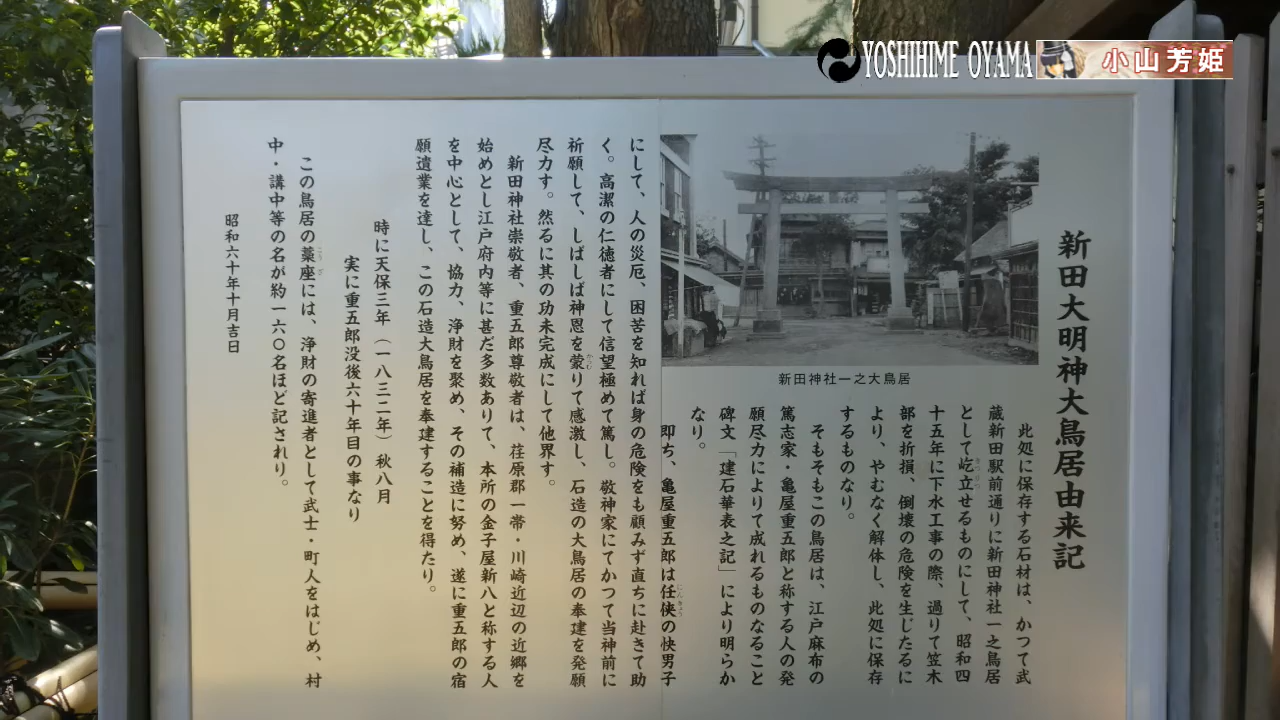 YOSHIHIME OYAMA
小山芳姫
新田大明神大鳥居由来記
此処に保存する石材は、かつて武
蔵新田駅前通りに新田神社一之鳥居
として屹立せるものにして、昭和四
十五年に下水工事の際、過りて笠木
部を折損、倒壊の危険を生じたるに
より、やむなく解体し、此処に保存
するものなり。
そもそもこの鳥居は、江戸麻布の
篤志家・亀屋重五郎と称する人の発
願尽力によりて成れるものなること
碑文「建石華表之記」により明らか
なり。
新田神社一之大鳥居
即ち、亀屋重五郎は任侠の快男子
にして、人の災厄、困苦を知れば身の危険をも顧みず直ちに赴きて助
く。高潔の仁徳者にして信望極めて篤し。敬神家にてかつて当神前に
祈願して、しばしば神恩を蒙りて感激し、石造の大鳥居の奉建を発願
尽力す。然るに其の功未完成にして他界す。
新田神社崇敬者、重五郎尊敬者は、荏原郡一帯・川崎近辺の近郷を
始めとし江戸府内等に甚だ多数ありて、本所の金子屋新八と称する人
を中心として、協力、浄財を聚め、その補造に努め、遂に重五郎の宿
願遺業を達し、この石造大鳥居を奉建することを得たり。
時に天保三年（一八三二年）秋八月
実に重五郎没後六十年目の事なり
この鳥居の藁座には、浄財の寄進者として武士・町人をはじめ、村
中・講中等の名が約一六〇名ほど記されり。
昭和六十年十月吉日